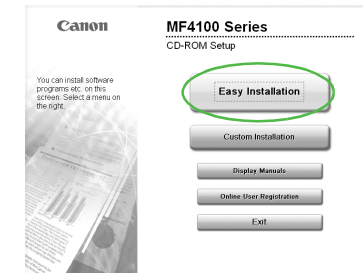 Canon
MF4100 Series
CD-ROM Setup
You can install software
programs etc. on this
screen. Select a menu on
the right.
Easy Installation
Custom Installation
Display Manuals
Online User Registration
Exit